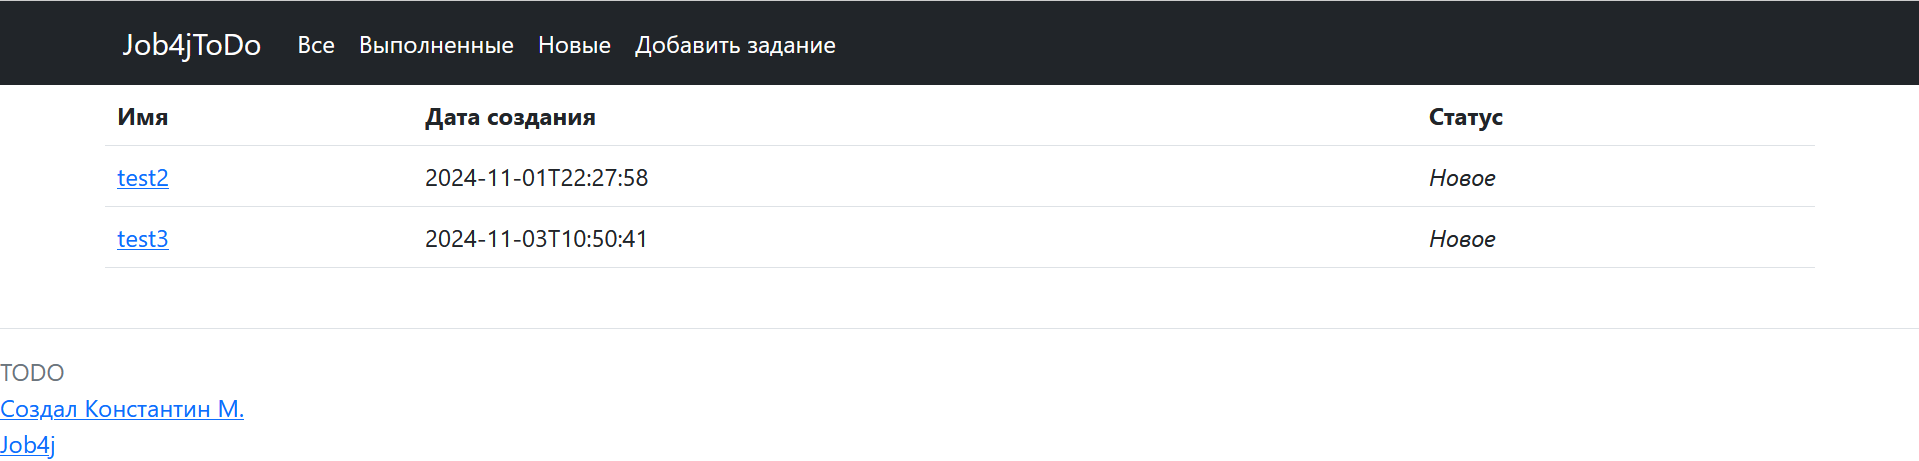 Job4jToDo Все Выполненные Новые Добавить задание
Имя Дата создания Статус
test2 2024-11-01T22:27:58 Новое
test3 2024-11-03T10:50:41 Новое
TODO
Создал Константин М.
Job4j